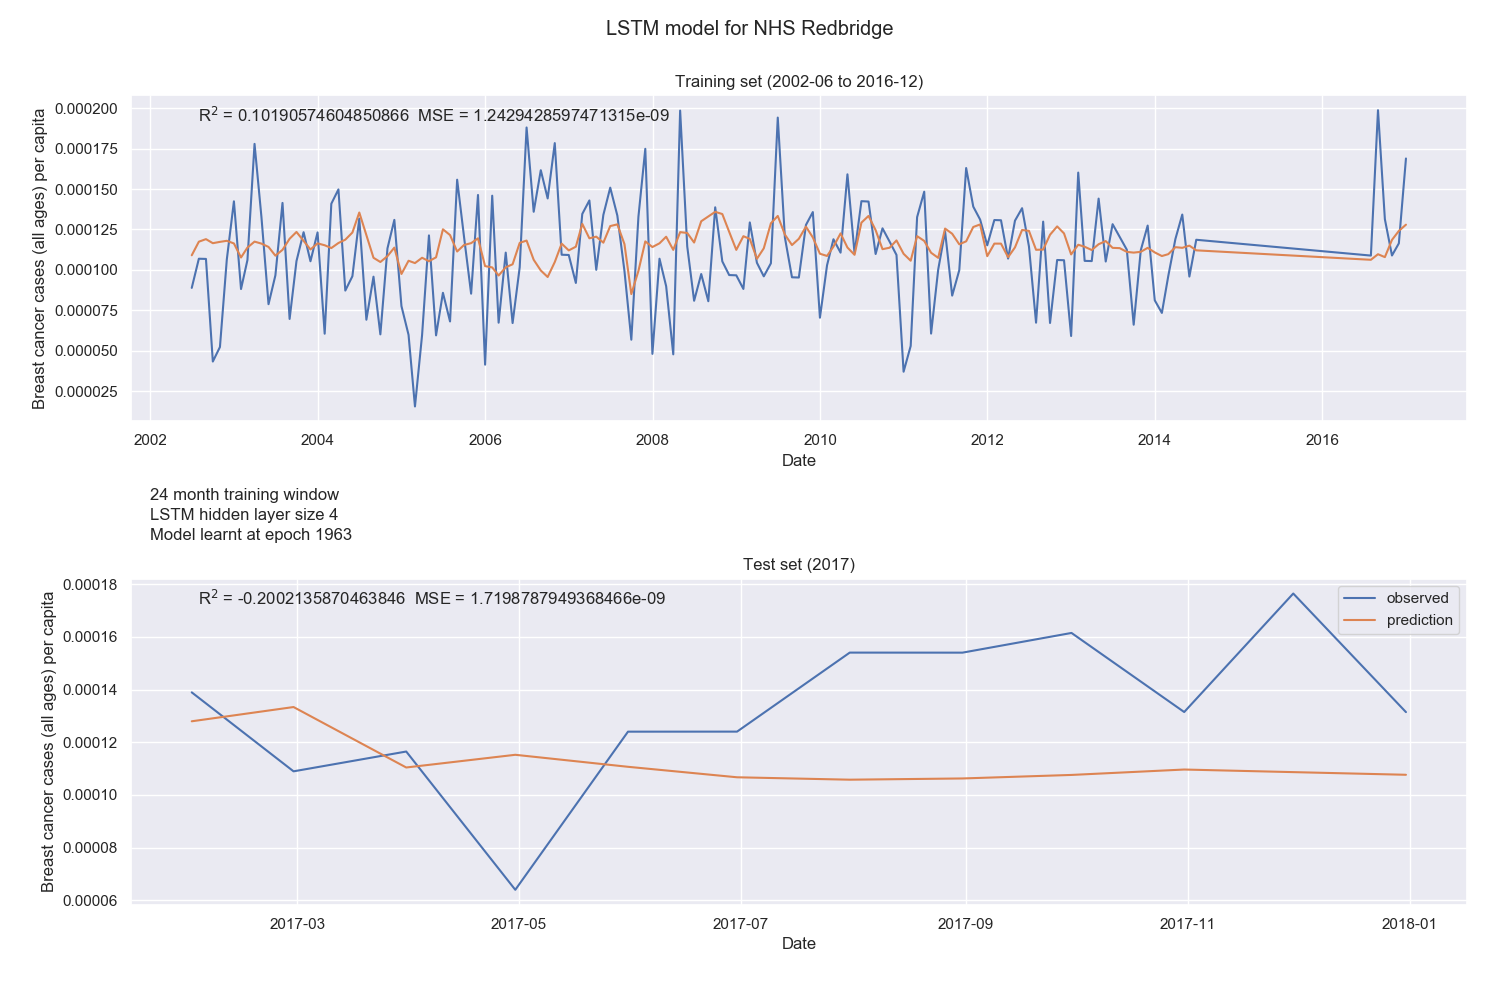 LSTM model for NHS Redbridge
Training set (2002-06 to 2016-12)
R² = 0.10190574604850866 MSE = 1.2429428597471315e-09
Breast cancer cases (all ages) per capita
0.000200
0.000175
0.000150
0.000125
0.000100
0.000075
0.000050
0.000025
2002 2004 2006 2008 2010 2012 2014 2016
Date
24 month training window
LSTM hidden layer size 4
Model learnt at epoch 1963
Test set (2017)
R² = -0.2002135870463846 MSE = 1.7198787949368466e-09
observed
prediction
Breast cancer cases (all ages) per capita
0.00018
0.00016
0.00014
0.00012
0.00010
0.00008
0.00006
2017-03 2017-05 2017-07 2017-09 2017-11 2018-01
Date